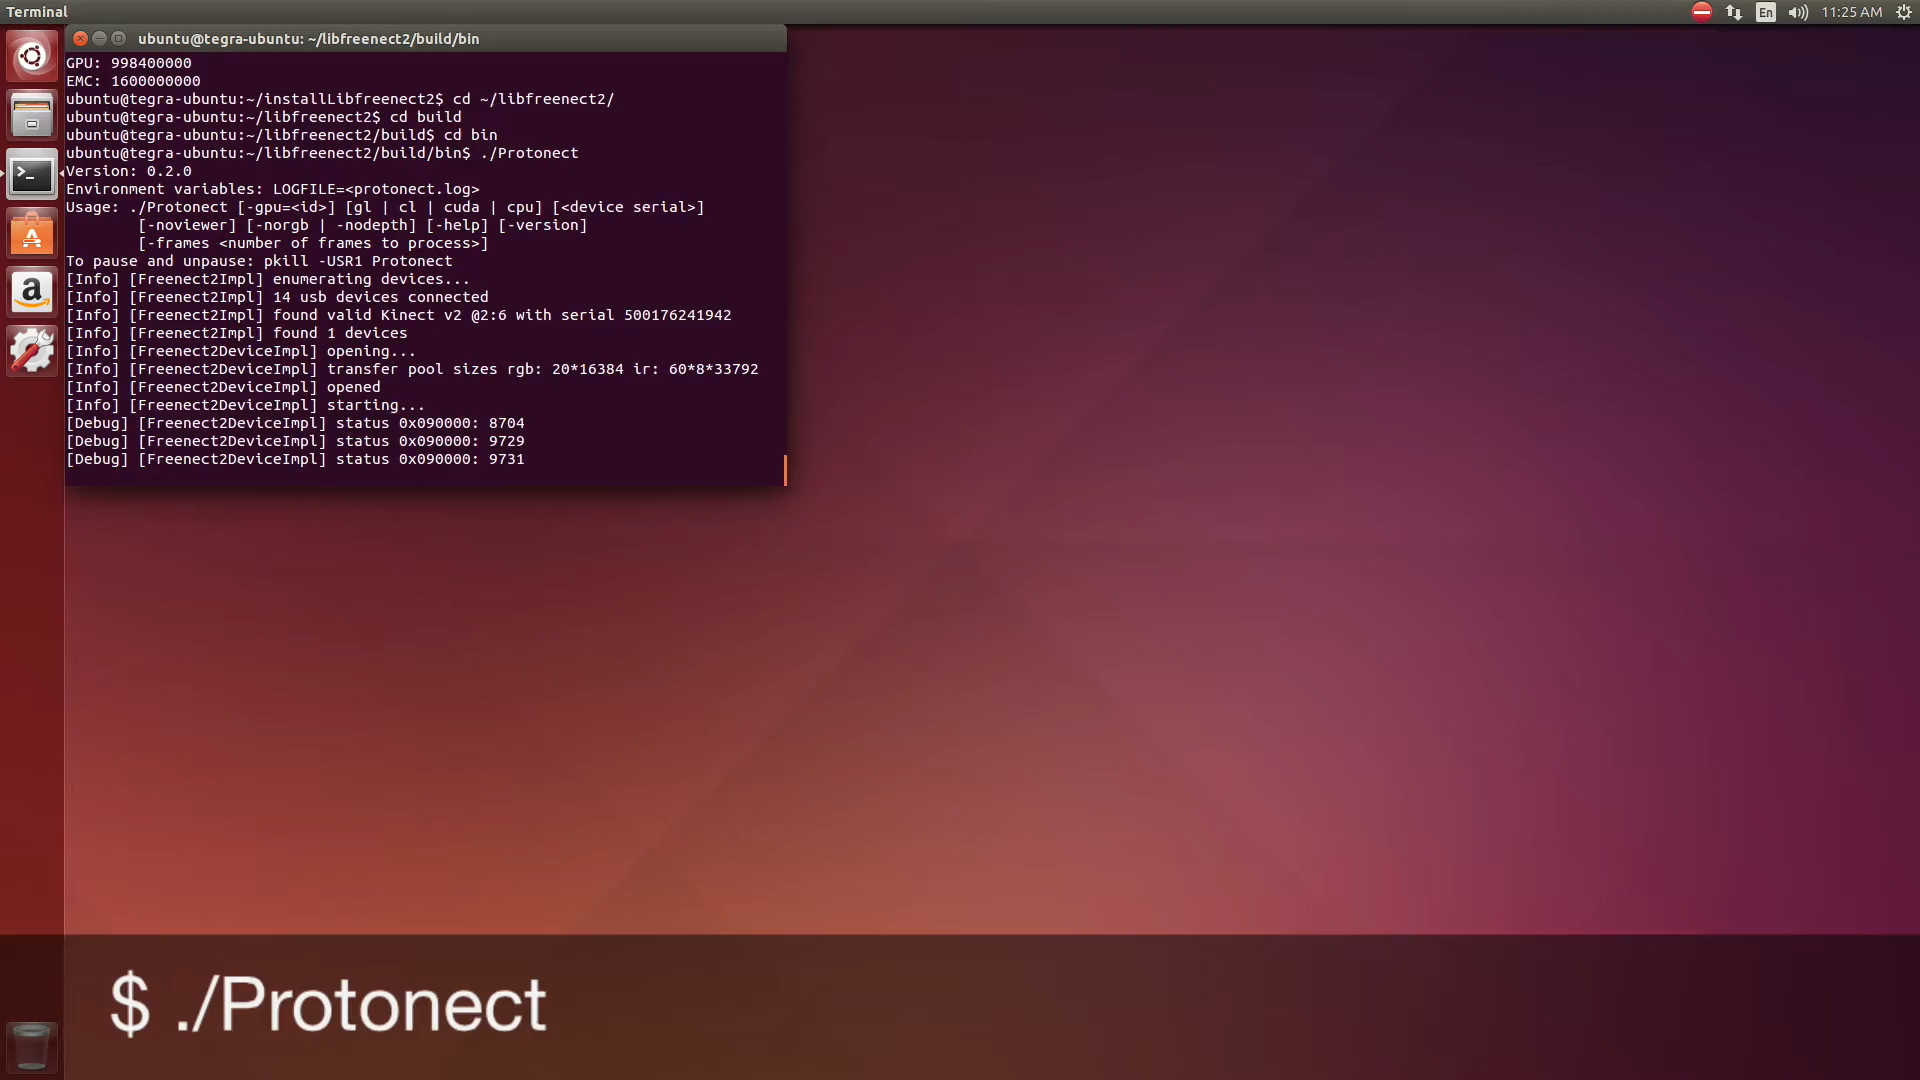 Terminal
En
11:25 AM
ubuntu@tegra-ubuntu: ~/libfreenect2/build/bin
GPU: 998400000
EMC: 1600000000
ubuntu@tegra-ubuntu:~/installLibfreenect2$ cd ~/libfreenect2/
ubuntu@tegra-ubuntu:~/libfreenect2$ cd build
ubuntu@tegra-ubuntu:~/libfreenect2/build$ cd bin
ubuntu@tegra-ubuntu:~/libfreenect2/build/bin$ ./Protonect
Version: 0.2.0
Environment variables: LOGFILE=<protonect.log>
Usage: ./Protonect [-gpu=<id>] [gl | cl | cuda | cpu] [<device serial>]
[-noviewer] [-norgb | -nodepth] [-help] [-version]
[-frames <number of frames to process>]
To pause and unpause: pkill -USR1 Protonect
[Info] [Freenect2Impl] enumerating devices...
[Info] [Freenect2Impl] 14 usb devices connected
[Info] [Freenect2Impl] found valid Kinect v2 @2:6 with serial 500176241942
[Info] [Freenect2Impl] found 1 devices
[Info] [Freenect2DeviceImpl] opening...
[Info] [Freenect2DeviceImpl] transfer pool sizes rgb: 20*16384 ir: 60*8*33792
[Info] [Freenect2DeviceImpl] opened
[Info] [Freenect2DeviceImpl] starting...
[Debug] [Freenect2DeviceImpl] status 0x090000: 8704
[Debug] [Freenect2DeviceImpl] status 0x090000: 9729
[Debug] [Freenect2DeviceImpl] status 0x090000: 9731
$ ./Protonect